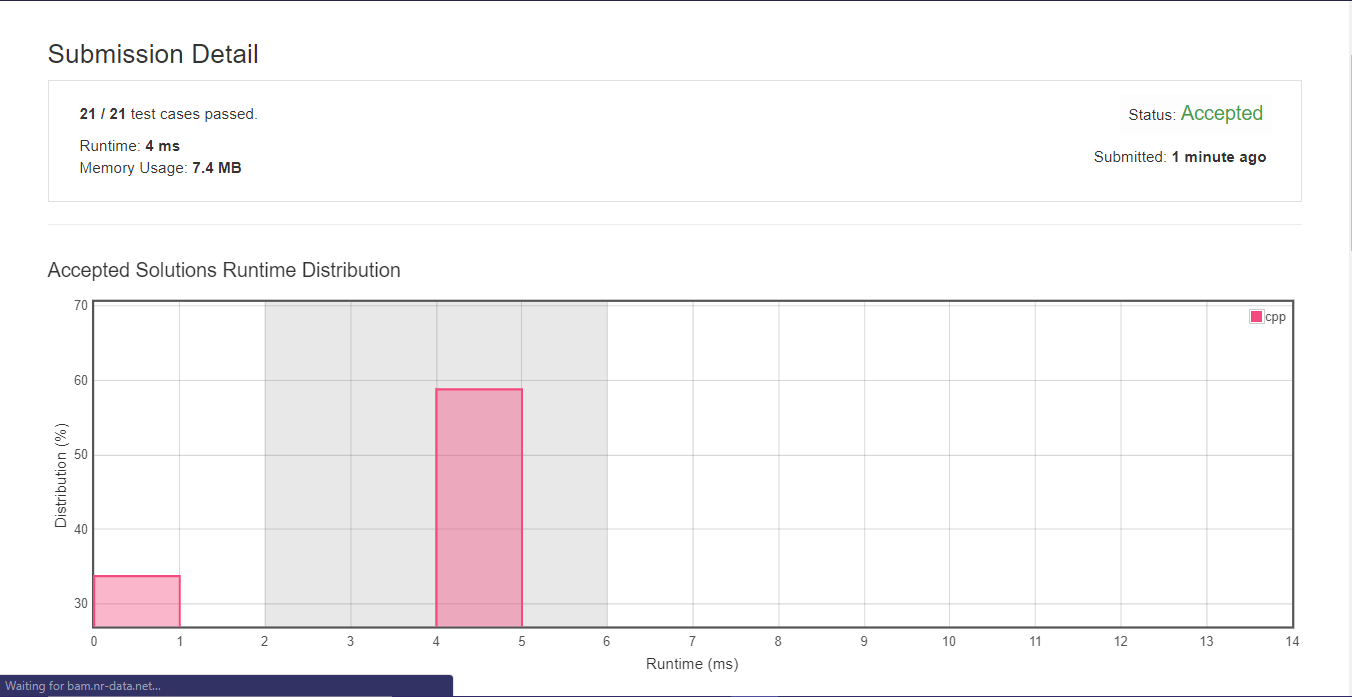 Submission Detail
21 / 21 test cases passed.
Status: Accepted
Runtime: 4 ms
Memory Usage: 7.4 MB
Submitted: 1 minute ago
Accepted Solutions Runtime Distribution
70
60
50
40
30
Distribution (%)
cpp
0 1 2 3 4 5 6 7 8 9 10 11 12 13 14
Runtime (ms)
Waiting for bam.nr-data.net...